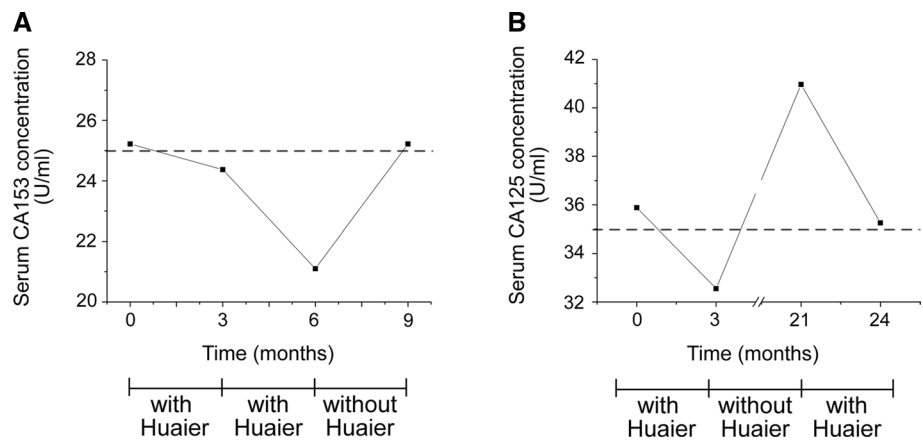 A
Serum CA153 concentration
(U/ml)
28
26
24
22
20
0 3 6 9
Time (months)
with
Huaier
with
Huaier
without
Huaier
B
Serum CA125 concentration
(U/ml)
42
40
38
36
34
32
0 3 21 24
Time (months)
with
Huaier
without
Huaier
with
Huaier